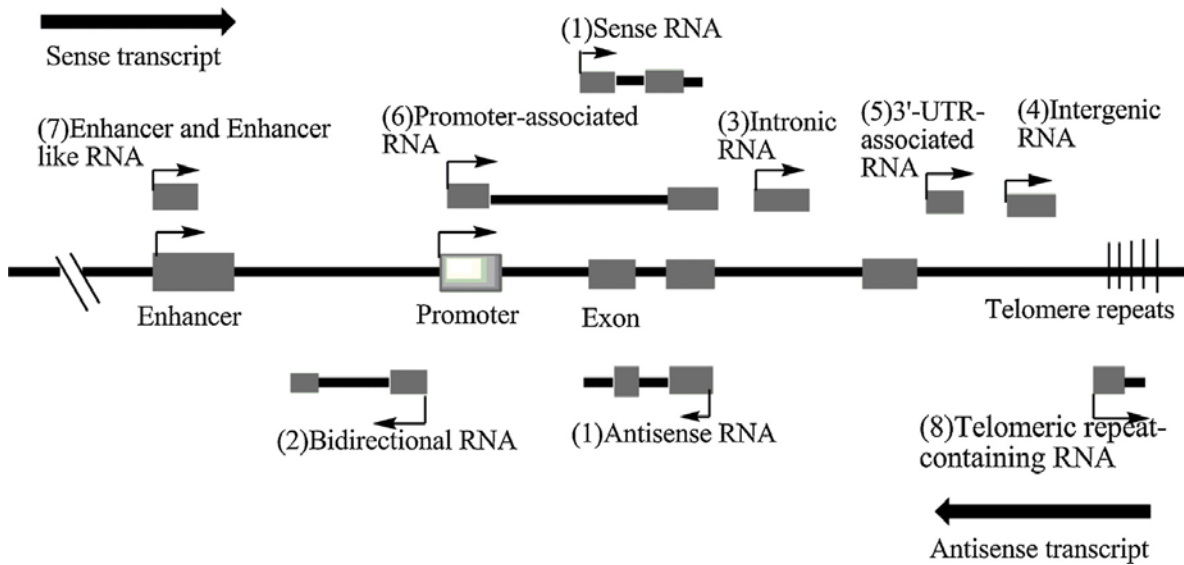 Sense transcript
(1)Sense RNA
(7)Enhancer and Enhancer
like RNA
(6)Promoter-associated
RNA
(3)Intronic
RNA
(5)3'-UTR-
associated
RNA
(4)Intergenic
RNA
Enhancer
Promoter
Exon
Telomere repeats
(2)Bidirectional RNA
(1)Antisense RNA
(8)Telomeric repeat-
containing RNA
Antisense transcript